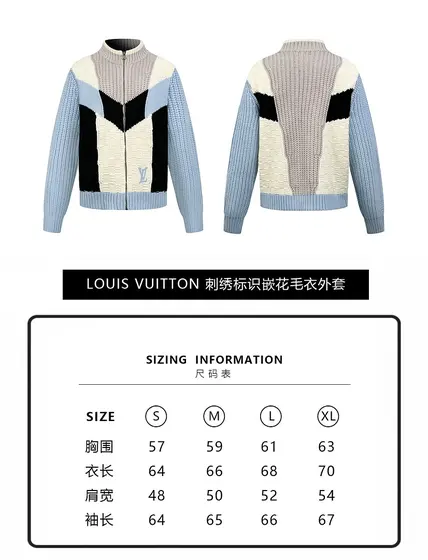 LOUIS VUITTON 刺绣标识嵌花毛衣外套
SIZING INFORMATION
尺码表
SIZE S M L XL
胸围 57 59 61 63
衣长 64 66 68 70
肩宽 48 50 52 54
袖长 64 65 66 67